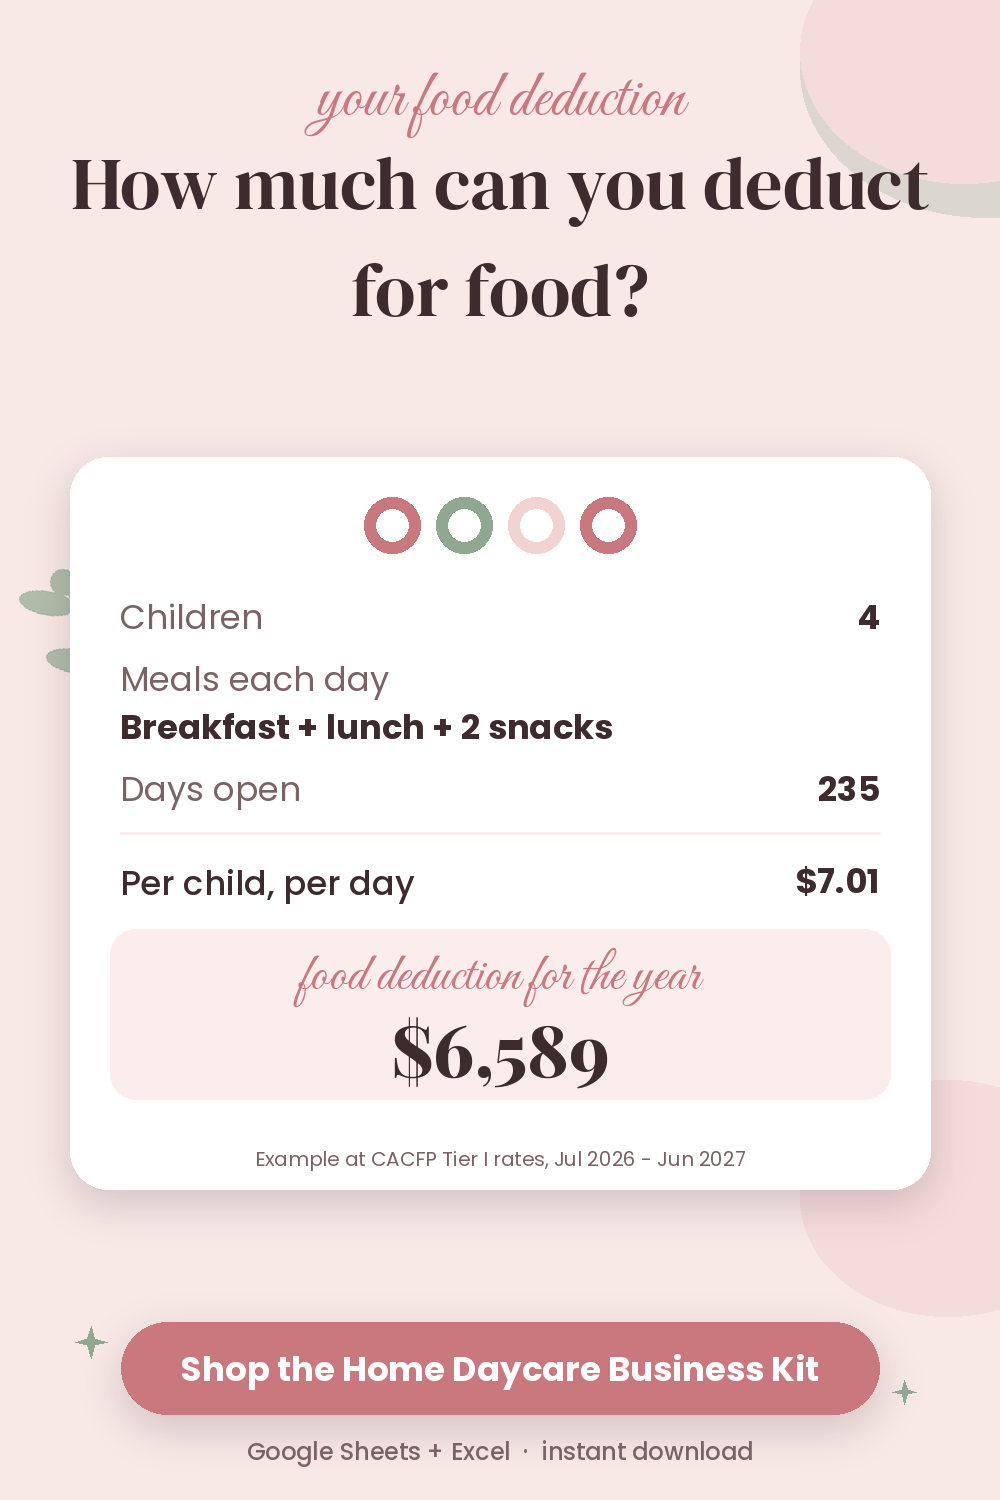 your food deduction
How much can you deduct
for food?
Children 4
Meals each day
Breakfast + lunch + 2 snacks
Days open 235
Per child, per day $7.01
food deduction for the year
$6,589
Example at CACFP Tier I rates, Jul 2026 - Jun 2027
Shop the Home Daycare Business Kit
Google Sheets + Excel · instant download